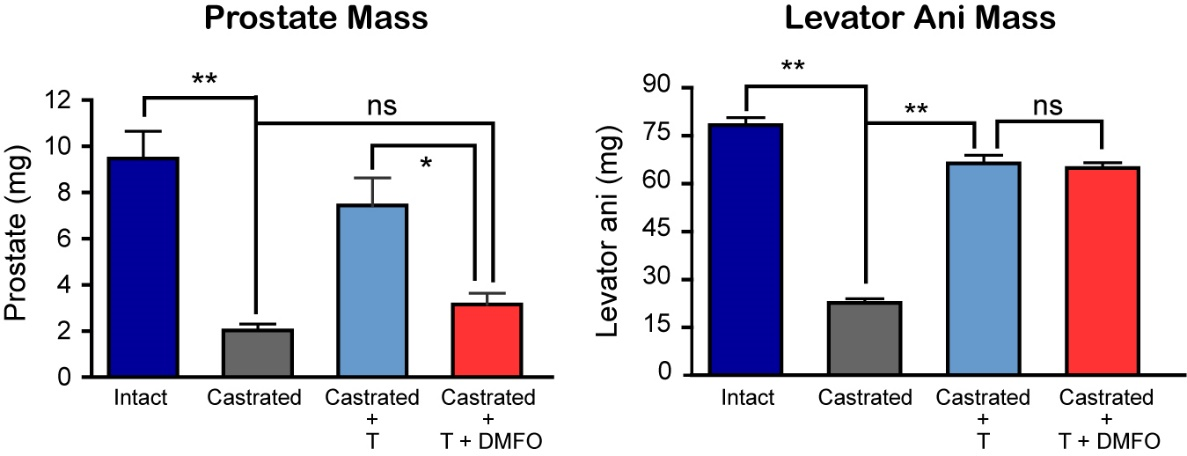 Prostate Mass
Prostate (mg)
12
10
8
6
4
2
0
**
ns
*
Intact
Castrated
Castrated
+
T
Castrated
+
T + DMFO
Levator Ani Mass
Levator ani (mg)
90
75
60
45
30
15
0
**
**
ns
Intact
Castrated
Castrated
+
T
Castrated
+
T + DMFO